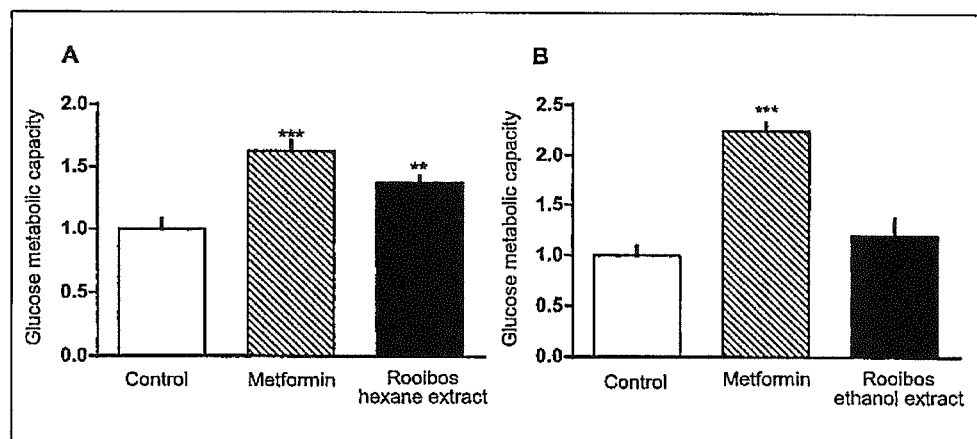 A
Glucose metabolic capacity
2.0
1.5
1.0
0.5
0.0
***
**
Control
Metformin
Rooibos
hexane extract
B
Glucose metabolic capacity
2.5
2.0
1.5
1.0
0.5
0.0
***
Control
Metformin
Rooibos
ethanol extract